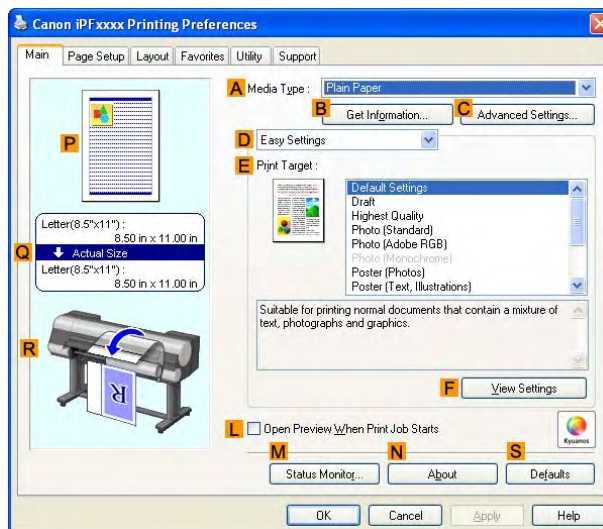 Canon iPFxxxx Printing Preferences
Main Page Setup Layout Favorites Utility Support
A Media Type : Plain Paper
B C
Get Information... Advanced Settings...
D Easy Settings
E Print Target :
Default Settings
Draft
Highest Quality
Photo (Standard)
Photo (Adobe RGB)
Photo (Monochrome)
Poster (Photos)
Poster (Text, Illustrations)
Suitable for printing normal documents that contain a mixture of
text, photographs and graphics.
F View Settings
P
Letter(8.5"x11") :
8.50 in x 11.00 in
Q Actual Size
Letter(8.5"x11") :
8.50 in x 11.00 in
R
R
L Open Preview When Print Job Starts
Kyuanos
M N S
Status Monitor... About Defaults
OK Cancel Apply Help